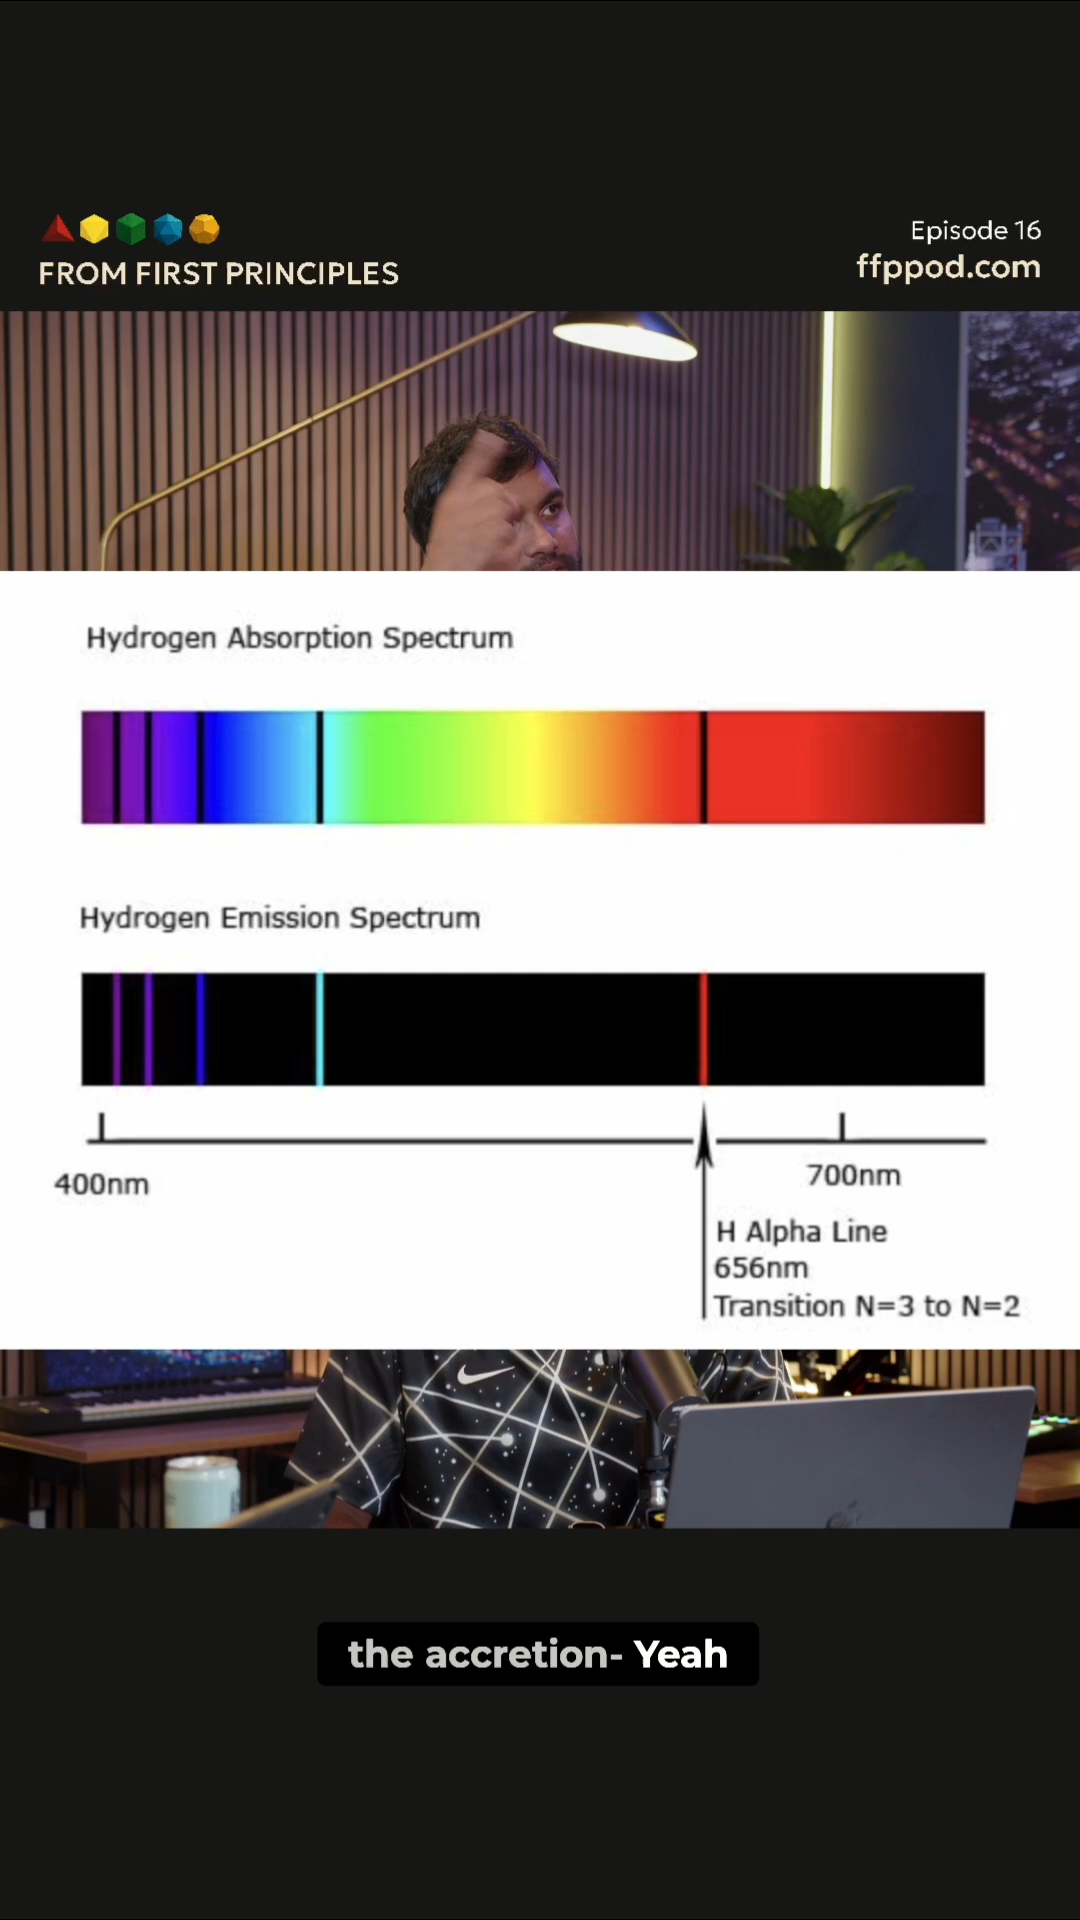 FROM FIRST PRINCIPLES
Episode 16
ffppod.com
Hydrogen Absorption Spectrum
Hydrogen Emission Spectrum
400nm
700nm
H Alpha Line
656nm
Transition N=3 to N=2
the accretion- Yeah